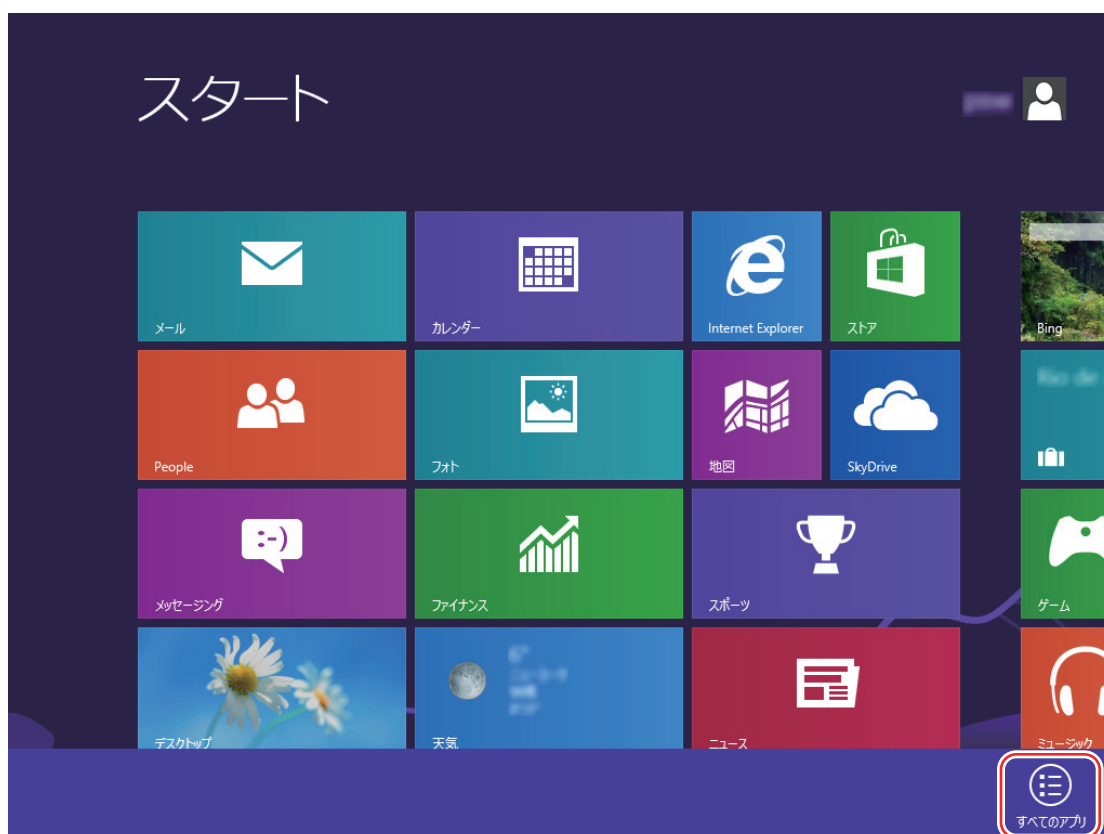 スタート
メール
カレンダー
Internet Explorer
ストア
Bing
People
フォト
地図
SkyDrive
メッセージング
ファイナンス
スポーツ
ゲーム
デスクトップ
天気
ニュース
ミュージック
すべてのアプリ